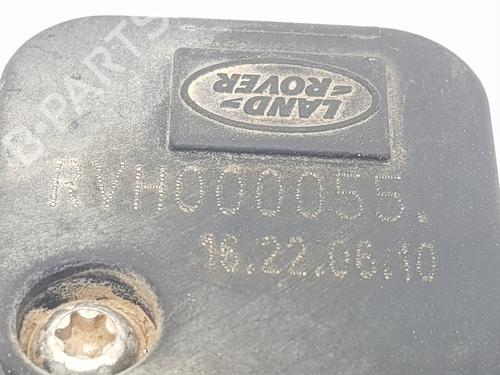 LAND-
-ROVER
RVH000055.
16.22.06.10
B-PARTS